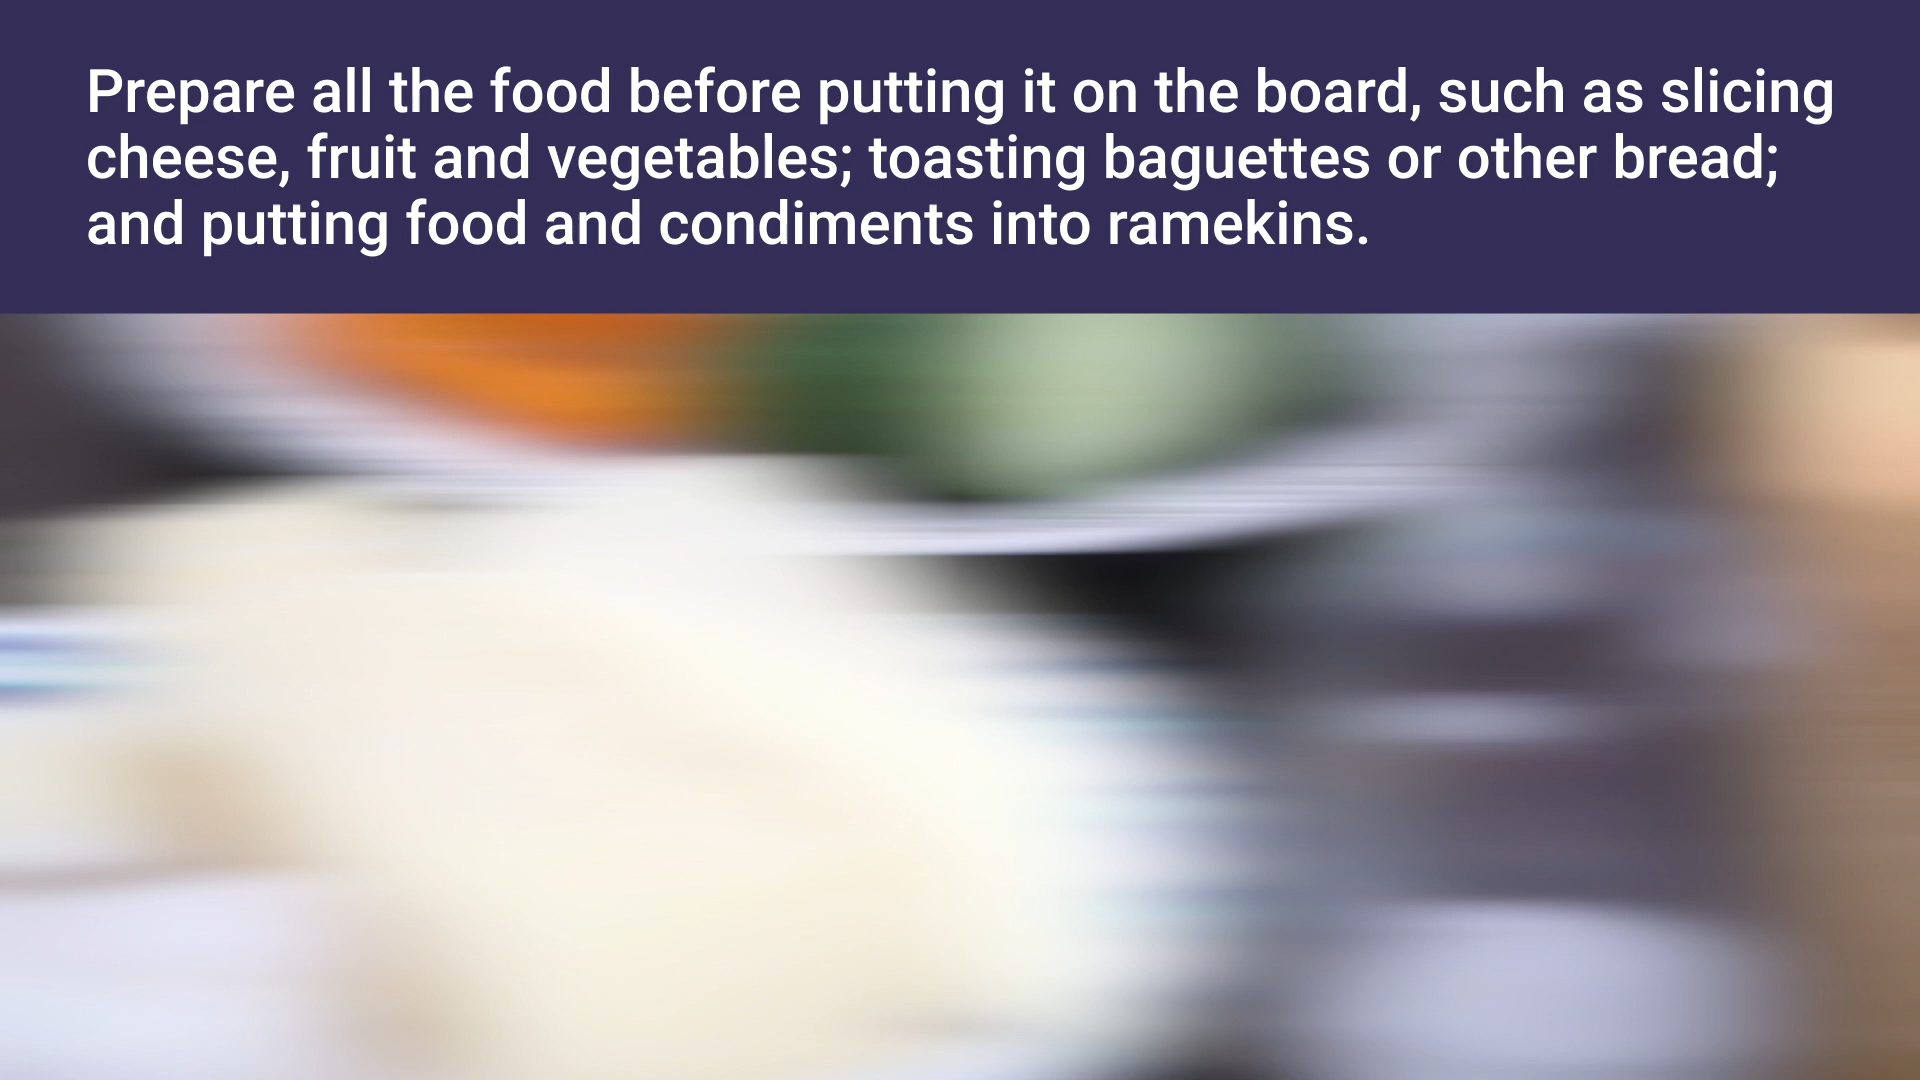 Prepare all the food before putting it on the board, such as slicing
cheese, fruit and vegetables; toasting baguettes or other bread;
and putting food and condiments into ramekins.